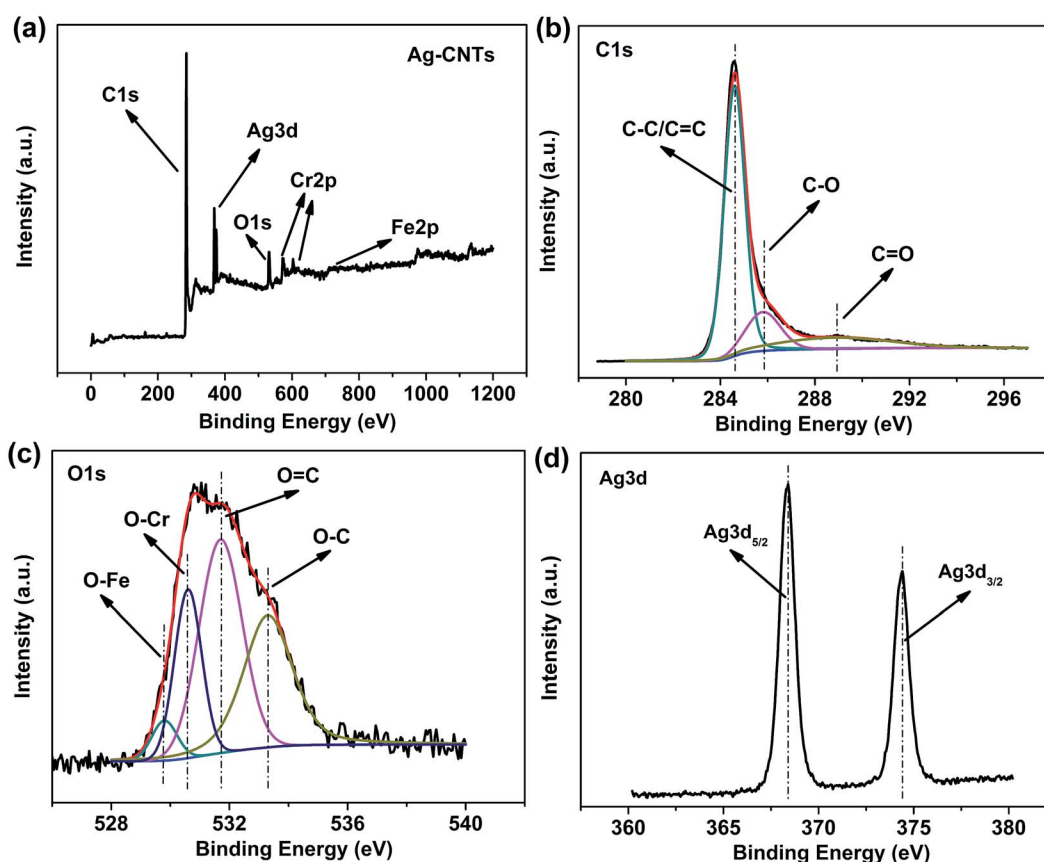 (a)
Ag-CNTs
C1s
Ag3d
Cr2p
O1s
Fe2p
Intensity (a.u.)
0 200 400 600 800 1000 1200
Binding Energy (eV)
(b)
C1s
C-C/C=C
C-O
C=O
Intensity (a.u.)
280 284 288 292 296
Binding Energy (eV)
(c)
O1s
O=C
O-Cr
O-C
O-Fe
Intensity (a.u.)
528 532 536 540
Binding Energy (eV)
(d)
Ag3d
Ag3d5/2
Ag3d3/2
Intensity (a.u.)
360 365 370 375 380
Binding Energy (eV)